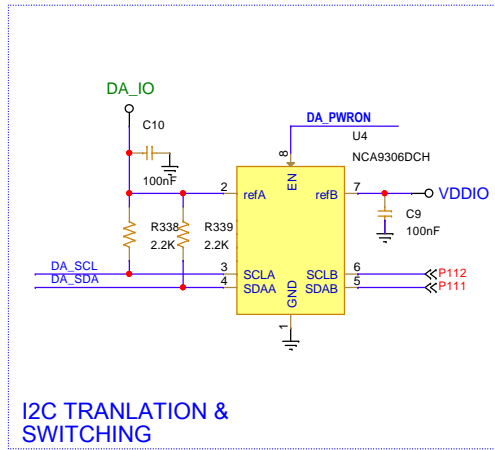 DA_IO
C10
100nF
DA_PWRON
U4
NCA9306DCH
8
EN
2
refA
refB
7
VDDIO
C9
100nF
R338
2.2K
R339
2.2K
DA_SCL
3
SCLA
SCLB
6
P112
DA_SDA
4
SDAA
SDAB
5
P111
GND
1
I2C TRANLATION &
SWITCHING